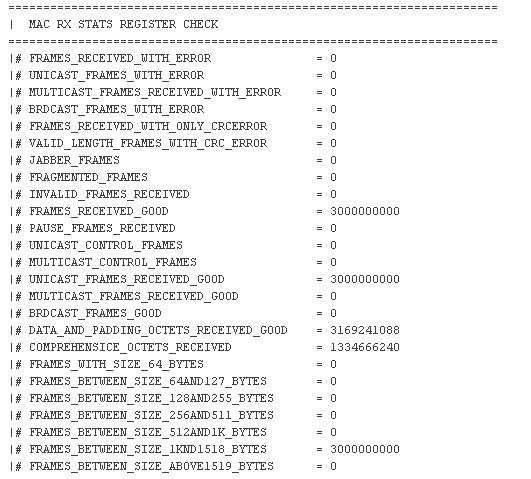 ======================================================================
| MAC RX STATS REGISTER CHECK
======================================================================
|# FRAMES_RECEIVED_WITH_ERROR = 0
|# UNICAST_FRAMES_WITH_ERROR = 0
|# MULTICAST_FRAMES_RECEIVED_WITH_ERROR = 0
|# BRDCAST_FRAMES_WITH_ERROR = 0
|# FRAMES_RECEIVED_WITH_ONLY_CRCERROR = 0
|# VALID_LENGTH_FRAMES_WITH_CRC_ERROR = 0
|# JABBER_FRAMES = 0
|# FRAGMENTED_FRAMES = 0
|# INVALID_FRAMES_RECEIVED = 0
|# FRAMES_RECEIVED_GOOD = 3000000000
|# PAUSE_FRAMES_RECEIVED = 0
|# UNICAST_CONTROL_FRAMES = 0
|# MULTICAST_CONTROL_FRAMES = 0
|# UNICAST_FRAMES_RECEIVED_GOOD = 3000000000
|# MULTICAST_FRAMES_RECEIVED_GOOD = 0
|# BRDCAST_FRAMES_GOOD = 0
|# DATA_AND_PADDING_OCTETS_RECEIVED_GOOD = 3169241088
|# COMPREHENSICE_OCTETS_RECEIVED = 1334666240
|# FRAMES_WITH_SIZE_64_BYTES = 0
|# FRAMES_BETWEEN_SIZE_64AND127_BYTES = 0
|# FRAMES_BETWEEN_SIZE_128AND255_BYTES = 0
|# FRAMES_BETWEEN_SIZE_256AND511_BYTES = 0
|# FRAMES_BETWEEN_SIZE_512AND1K_BYTES = 0
|# FRAMES_BETWEEN_SIZE_1KND1518_BYTES = 3000000000
|# FRAMES_BETWEEN_SIZE_ABOVE1519_BYTES = 0